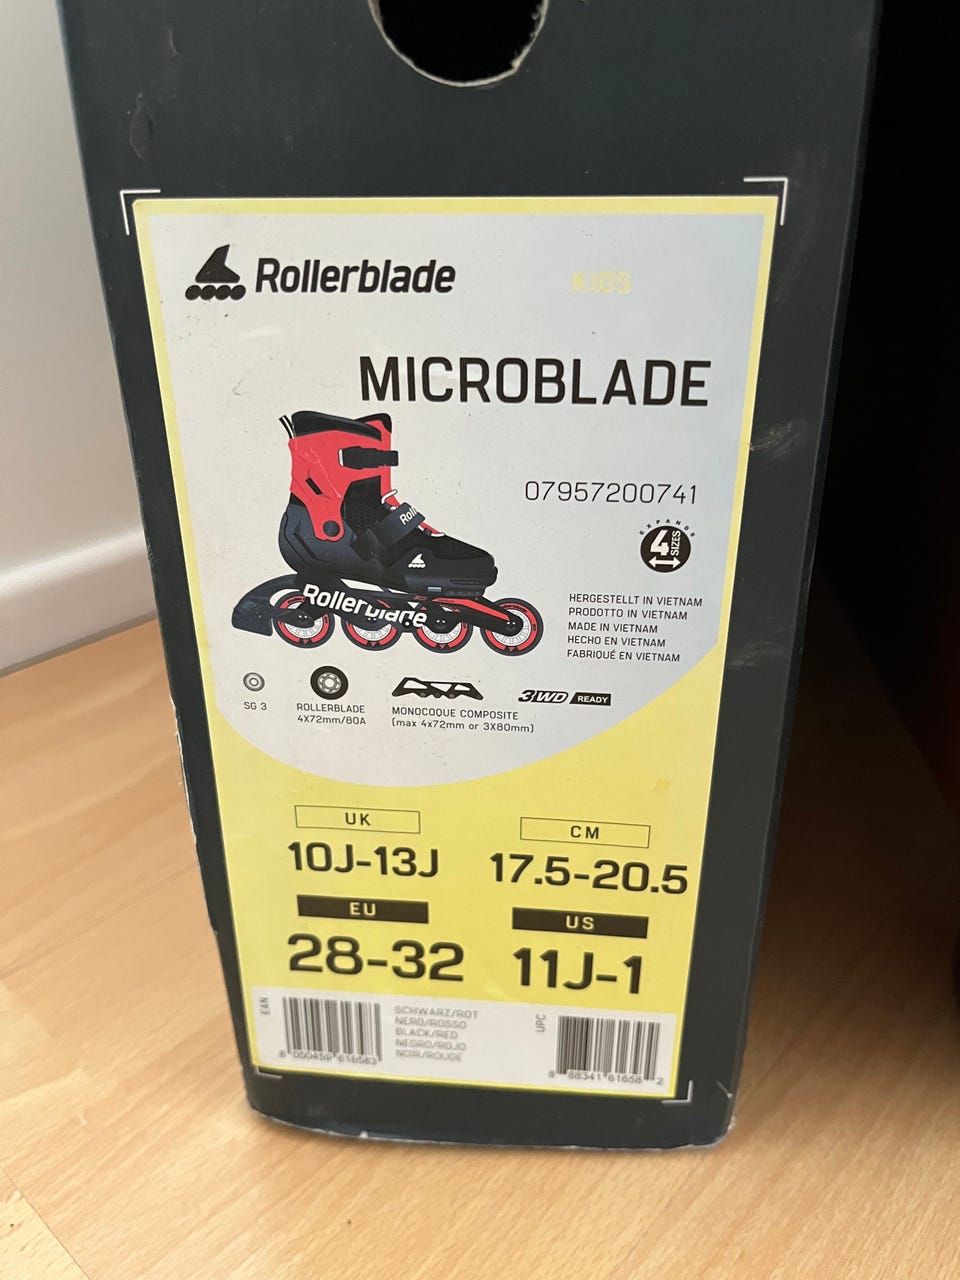 Rollerblade
KIDS
MICROBLADE
07957200741
EXPANDS
4 SIZES
Rollerblade
HERGESTELLT IN VIETNAM
PRODOTTO IN VIETNAM
MADE IN VIETNAM
HECHO EN VIETNAM
FABRIQUÉ EN VIETNAM
SG 3
ROLLERBLADE
4X72mm/80A
MONOCOQUE COMPOSITE
(max 4x72mm or 3X80mm)
3WD READY
UK
10J-13J
CM
17.5-20.5
EU
28-32
US
11J-1
EAN
SCHWARZ/ROT
NERO/ROSSO
BLACK/RED
NEGRO/ROJO
NOIR/ROUGE
8 050459 616583
UPC
8 88341 61658 2